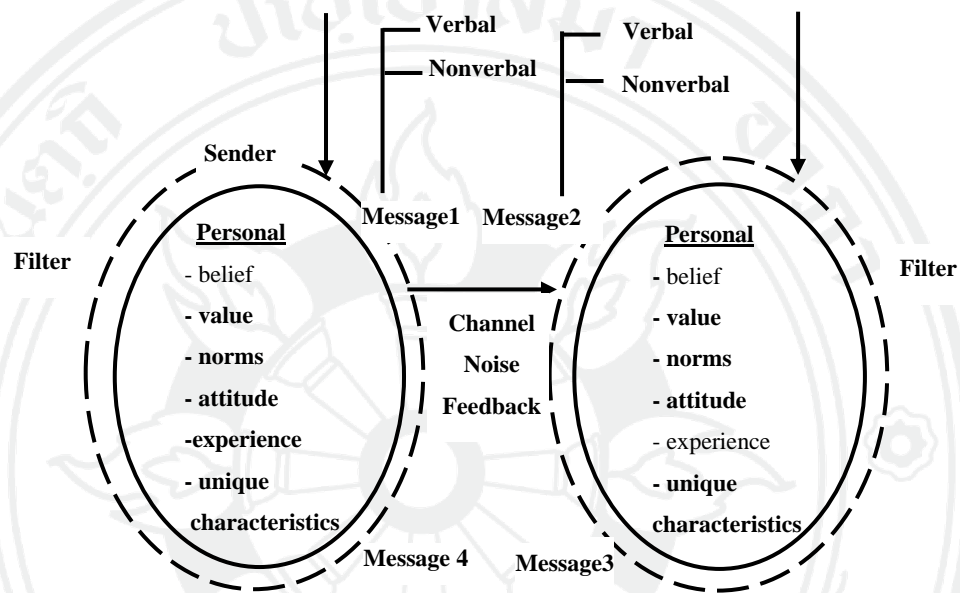 Verbal
Nonverbal
Verbal
Nonverbal
Sender
Message1
Message2
Filter
Personal
- belief
- value
- norms
- attitude
-experience
- unique
characteristics
Channel
Noise
Feedback
Personal
- belief
- value
- norms
- attitude
- experience
- unique
characteristics
Filter
Message 4
Message3